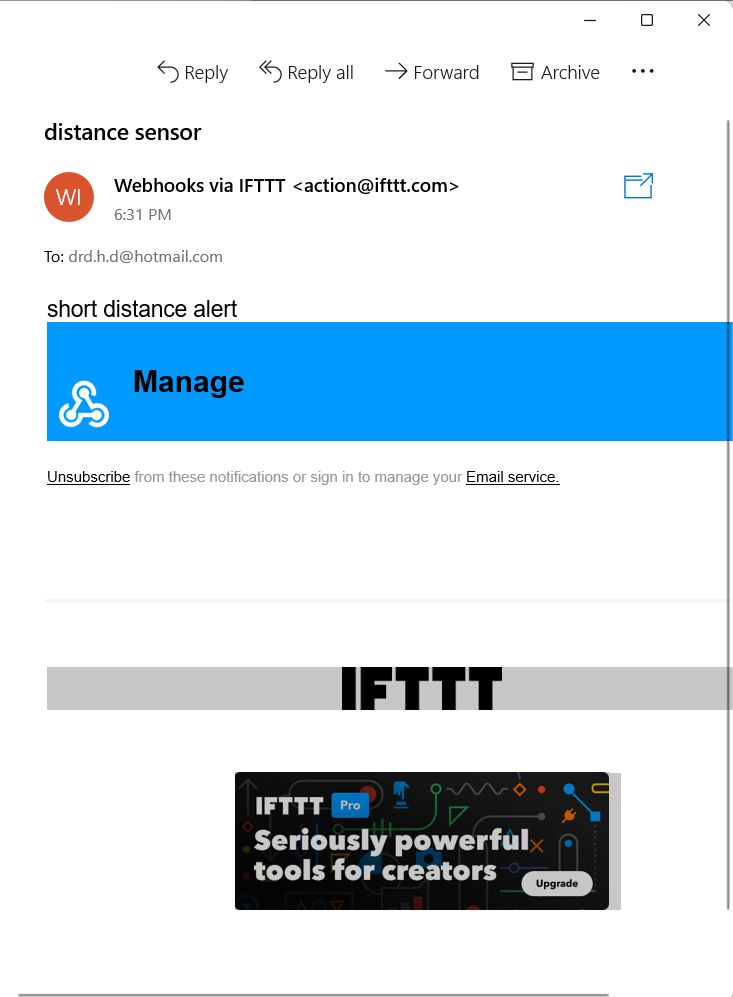 Reply
Reply all
Forward
Archive
distance sensor
WI
Webhooks via IFTTT <action@ifttt.com>
6:31 PM
To: drd.h.d@hotmail.com
short distance alert
Manage
Unsubscribe from these notifications or sign in to manage your Email service.
IFTTT
IFTTT Pro
Seriously powerful
tools for creators
Upgrade